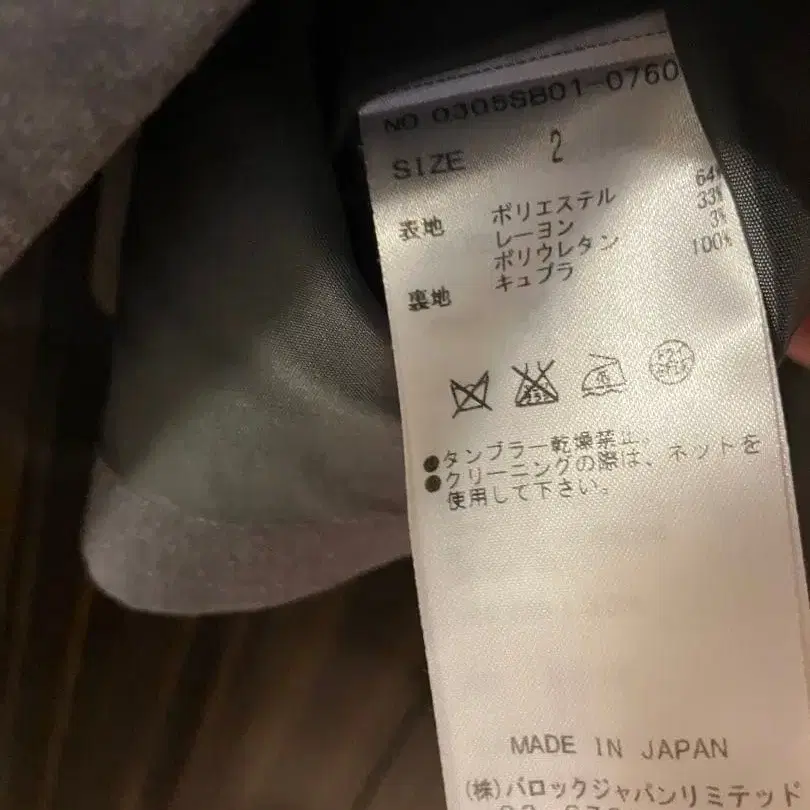 NO 0305SB01-0760
SIZE 2
表地 ポリエステル 64%
レーヨン 33%
ポリウレタン 3%
裏地 キュプラ 100%
●タンブラー乾燥禁止。
●クリーニングの際は、ネットを
使用して下さい。
MADE IN JAPAN
(株)バロックジャパンリミテッド